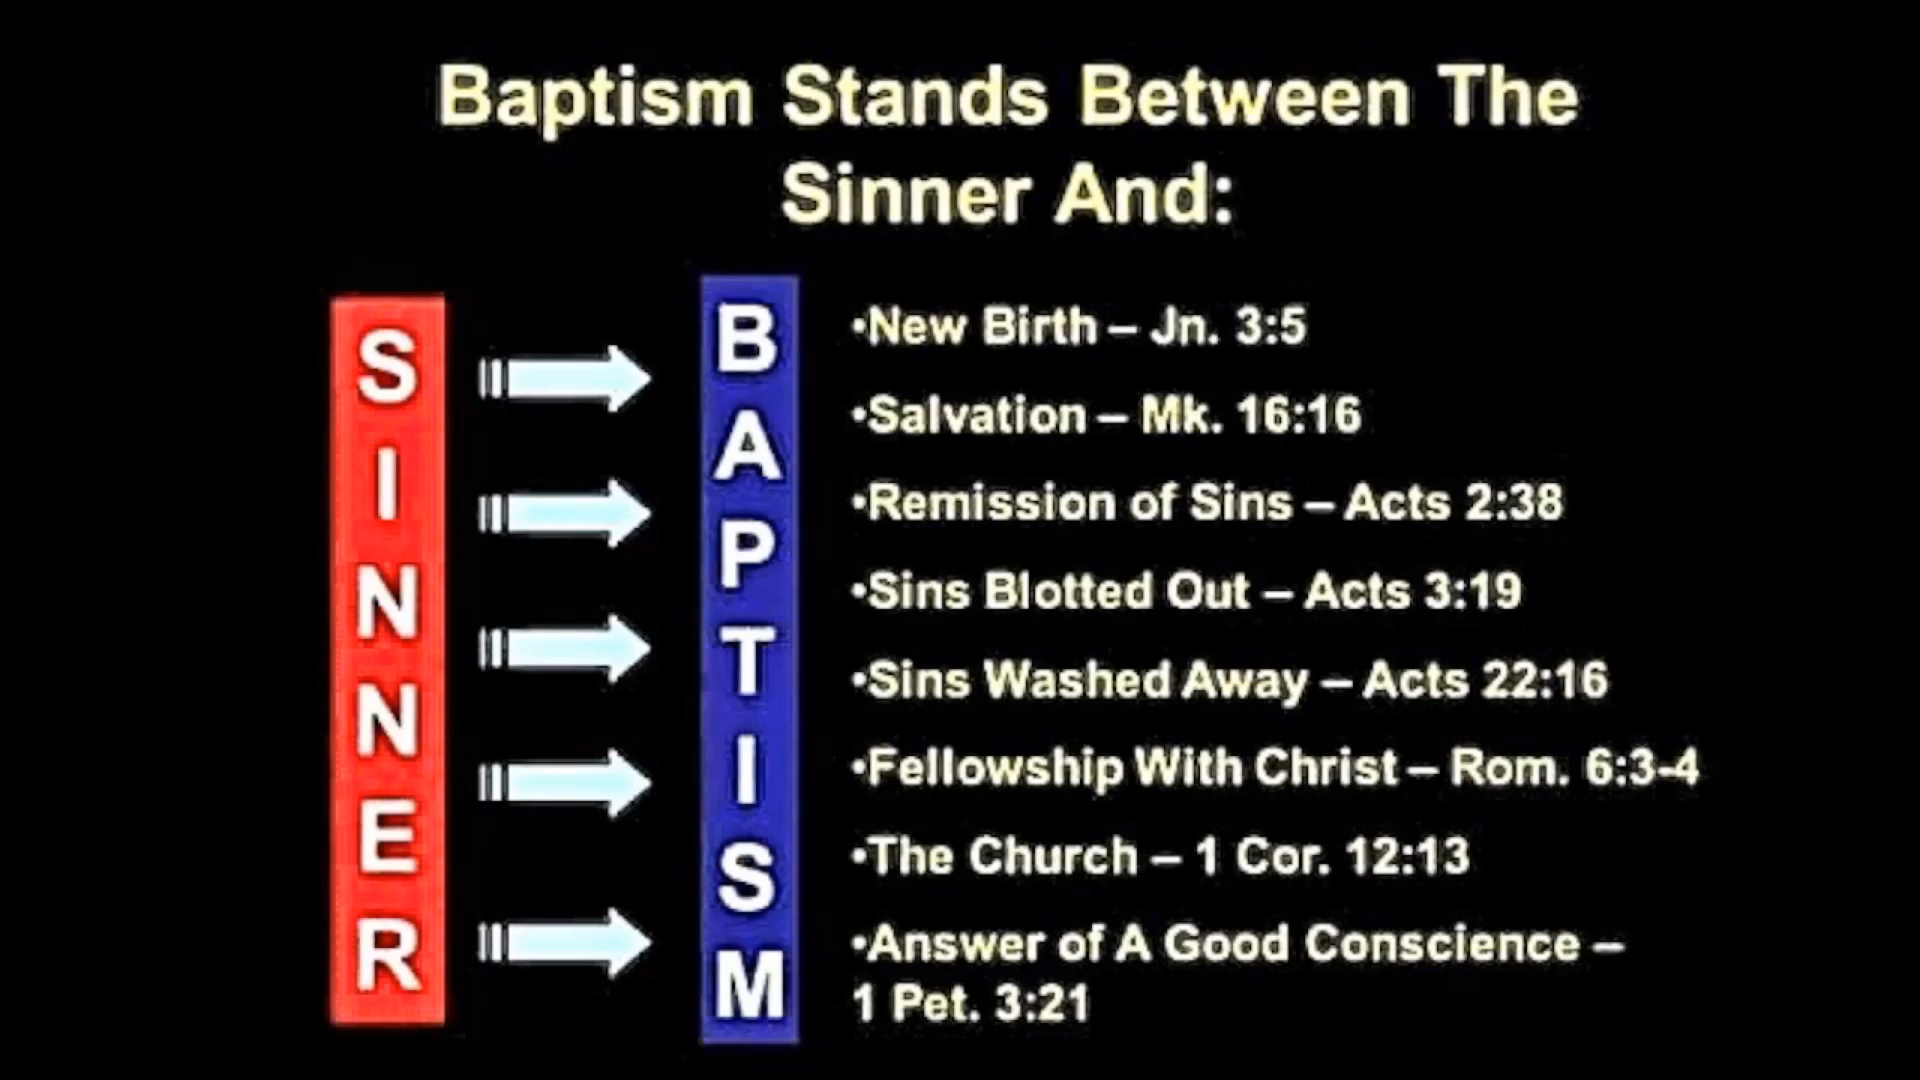 Baptism Stands Between The
Sinner And:
SINNER
BAPTISM
•New Birth – Jn. 3:5
•Salvation – Mk. 16:16
•Remission of Sins – Acts 2:38
•Sins Blotted Out – Acts 3:19
•Sins Washed Away – Acts 22:16
•Fellowship With Christ – Rom. 6:3-4
•The Church – 1 Cor. 12:13
•Answer of A Good Conscience –
1 Pet. 3:21